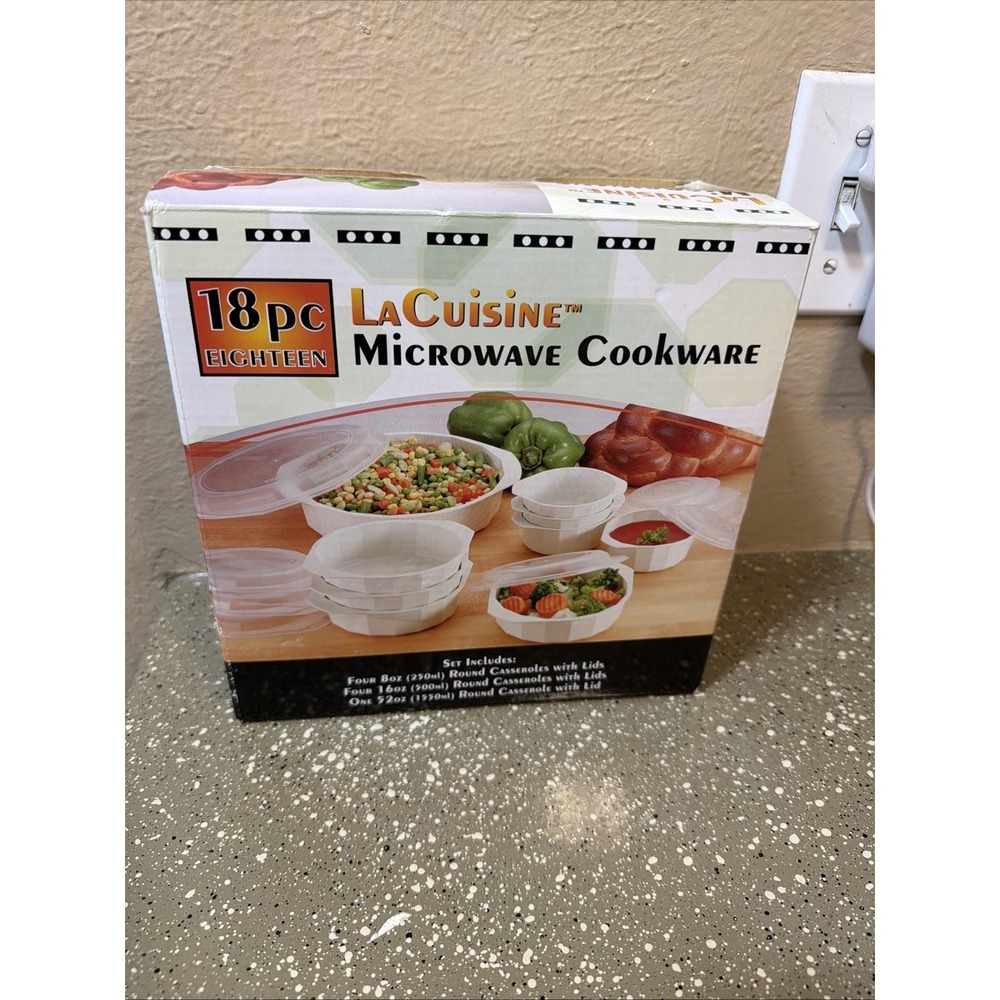 LACUISINE™
18pc
EIGHTEEN
LACUISINE™
MICROWAVE COOKWARE
SET INCLUDES:
FOUR 8OZ (250ml) ROUND CASSEROLES with Lids
FOUR 16OZ (500ml) ROUND CASSEROLES with Lids
ONE 52OZ (1550ml) ROUND CASSEROLE with Lid